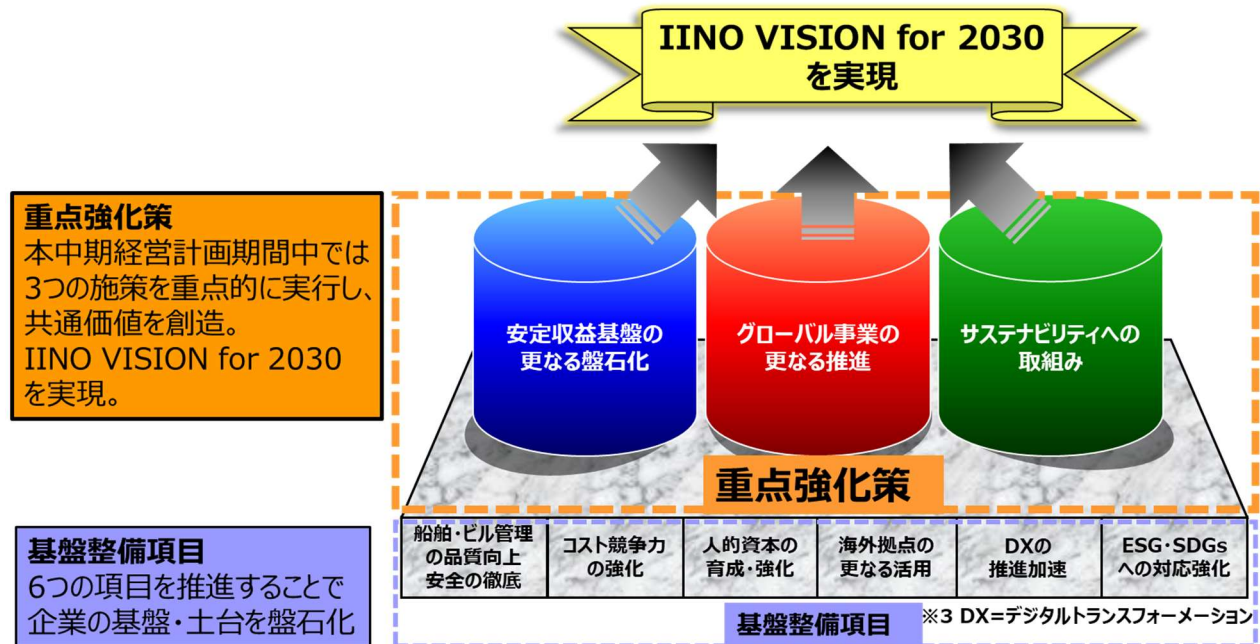 IINO VISION for 2030
を実現
重点強化策
本中期経営計画期間中では
3つの施策を重点的に実行し、
共通価値を創造。
IINO VISION for 2030
を実現。
安定収益基盤の
更なる盤石化
グローバル事業の
更なる推進
サステナビリティへの
取組み
重点強化策
基盤整備項目
6つの項目を推進することで
企業の基盤・土台を盤石化
船舶・ビル管理
の品質向上
安全の徹底
コスト競争力
の強化
人的資本の
育成・強化
海外拠点の
更なる活用
DXの
推進加速
ESG・SDGs
への対応強化
基盤整備項目
※3 DX=デジタルトランスフォーメーション